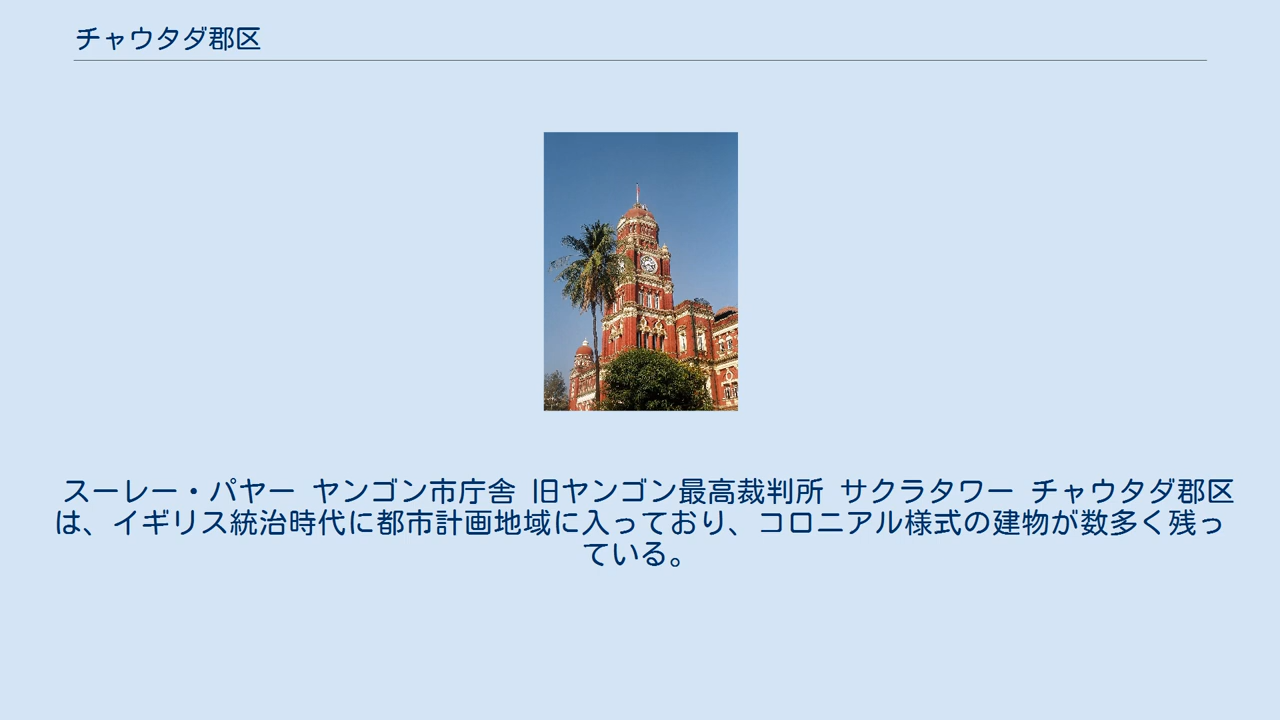 チャウタダ郡区
スーレー・パヤー ヤンゴン市庁舎 旧ヤンゴン最高裁判所 サクラタワー チャウタダ郡区
は、イギリス統治時代に都市計画地域に入っており、コロニアル様式の建物が数多く残っ
ている。